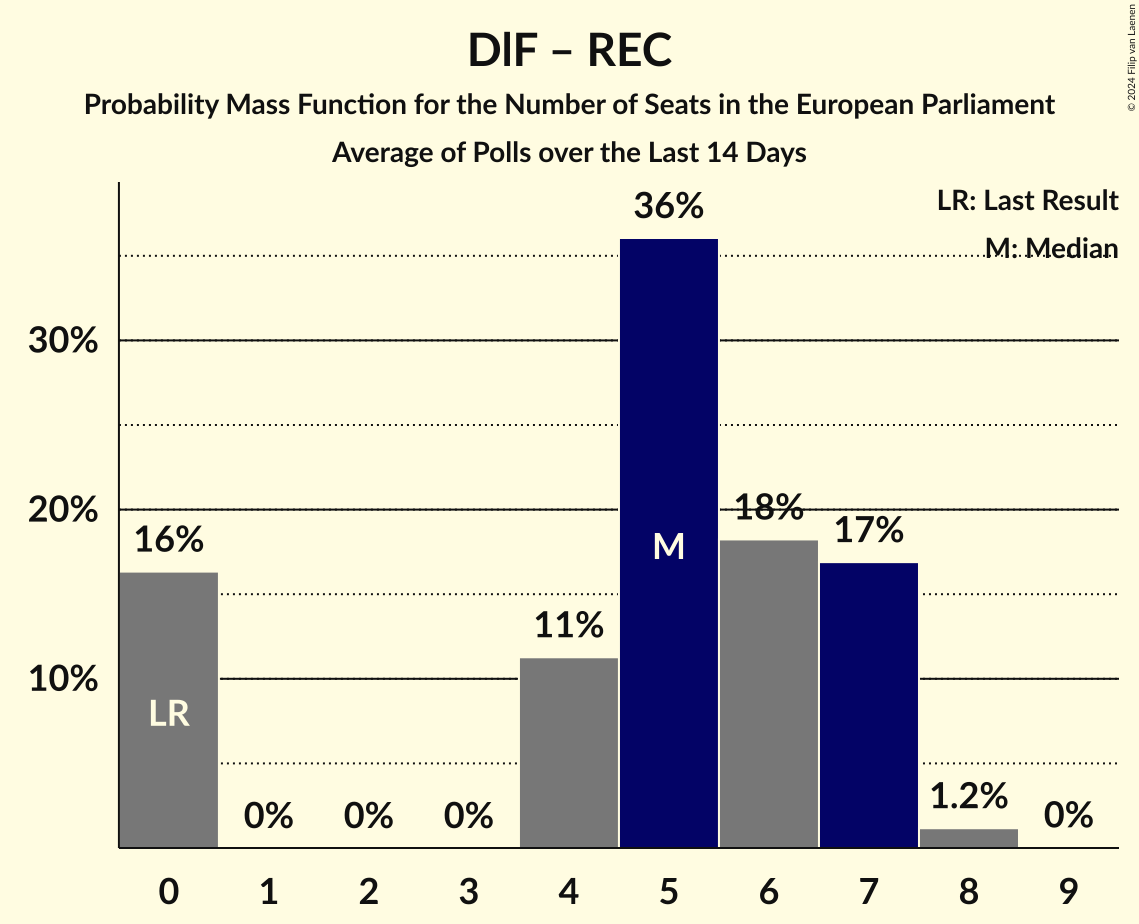 DIF – REC
Probability Mass Function for the Number of Seats in the European Parliament
Average of Polls over the Last 14 Days
© 2024 Filip van Laenen
LR: Last Result
M: Median
36%
30%
20%
10%
16%
LR
0%
0%
0%
11%
M
18%
17%
1.2%
0%
0 1 2 3 4 5 6 7 8 9